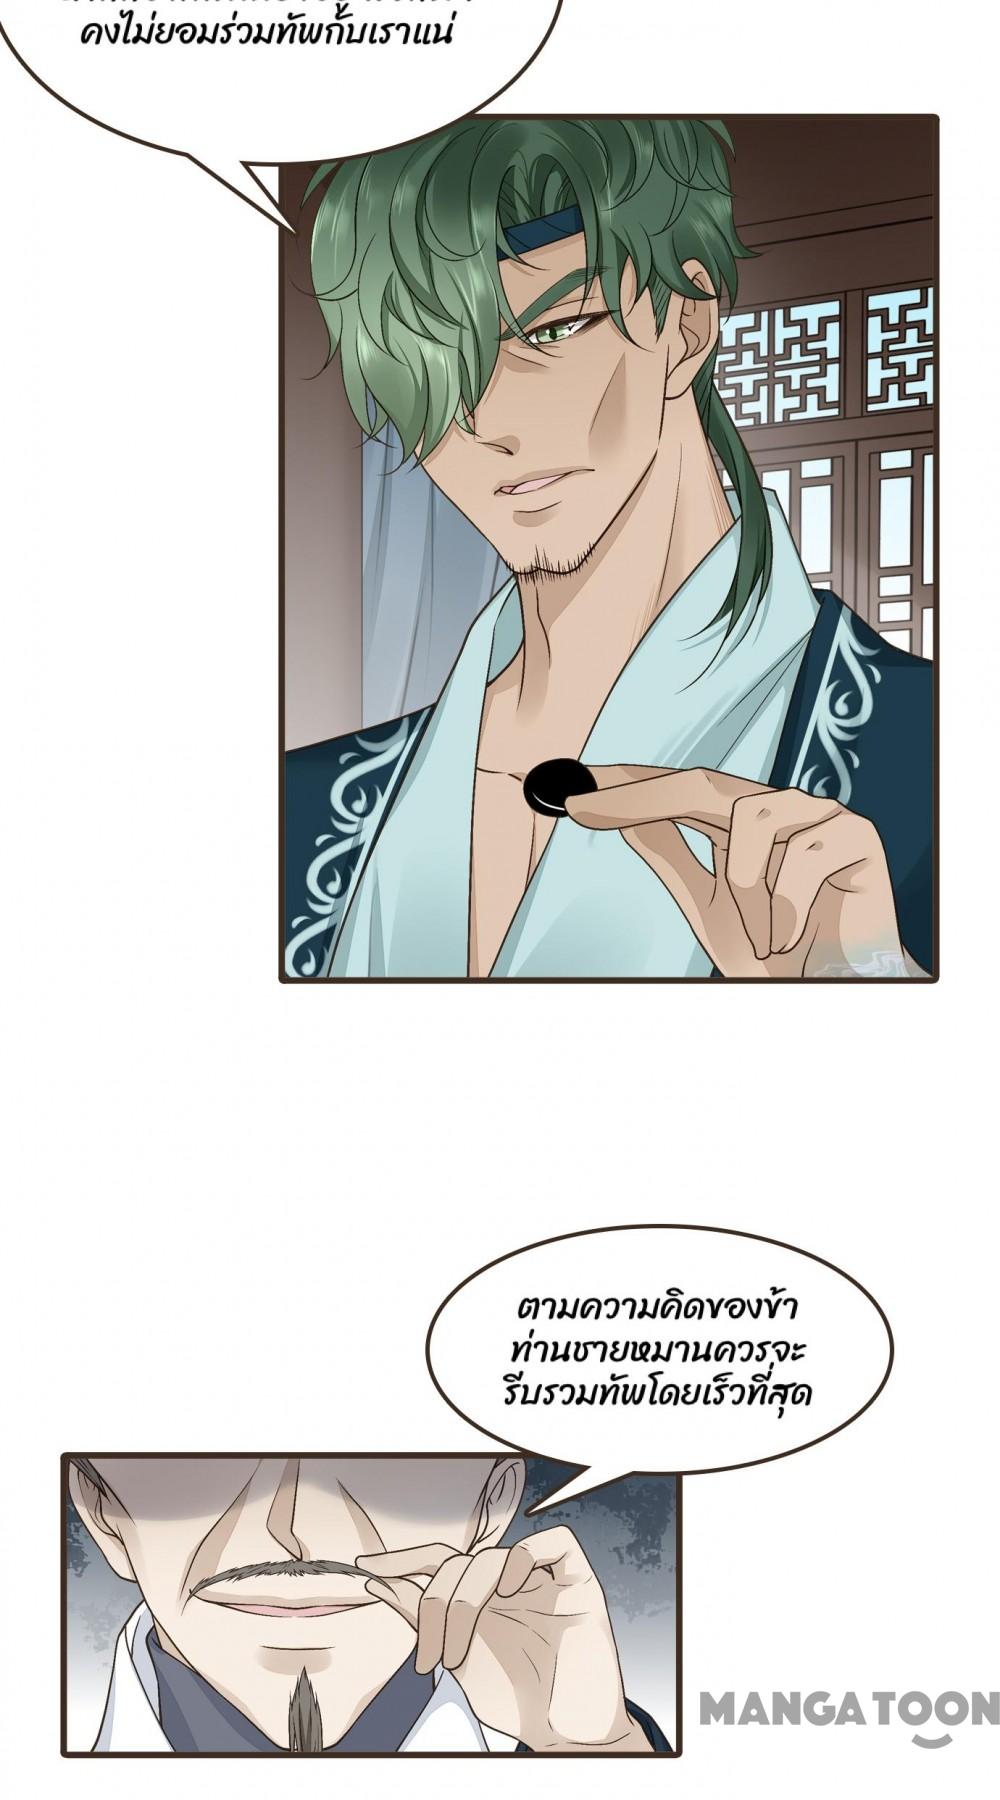 คงไม่ยอมร่วมทัพกับเราแน่
ตามความคิดของข้า
ท่านชายหมานควรจะ
รีบรวมทัพโดยเร็วที่สุด
MANGATOON